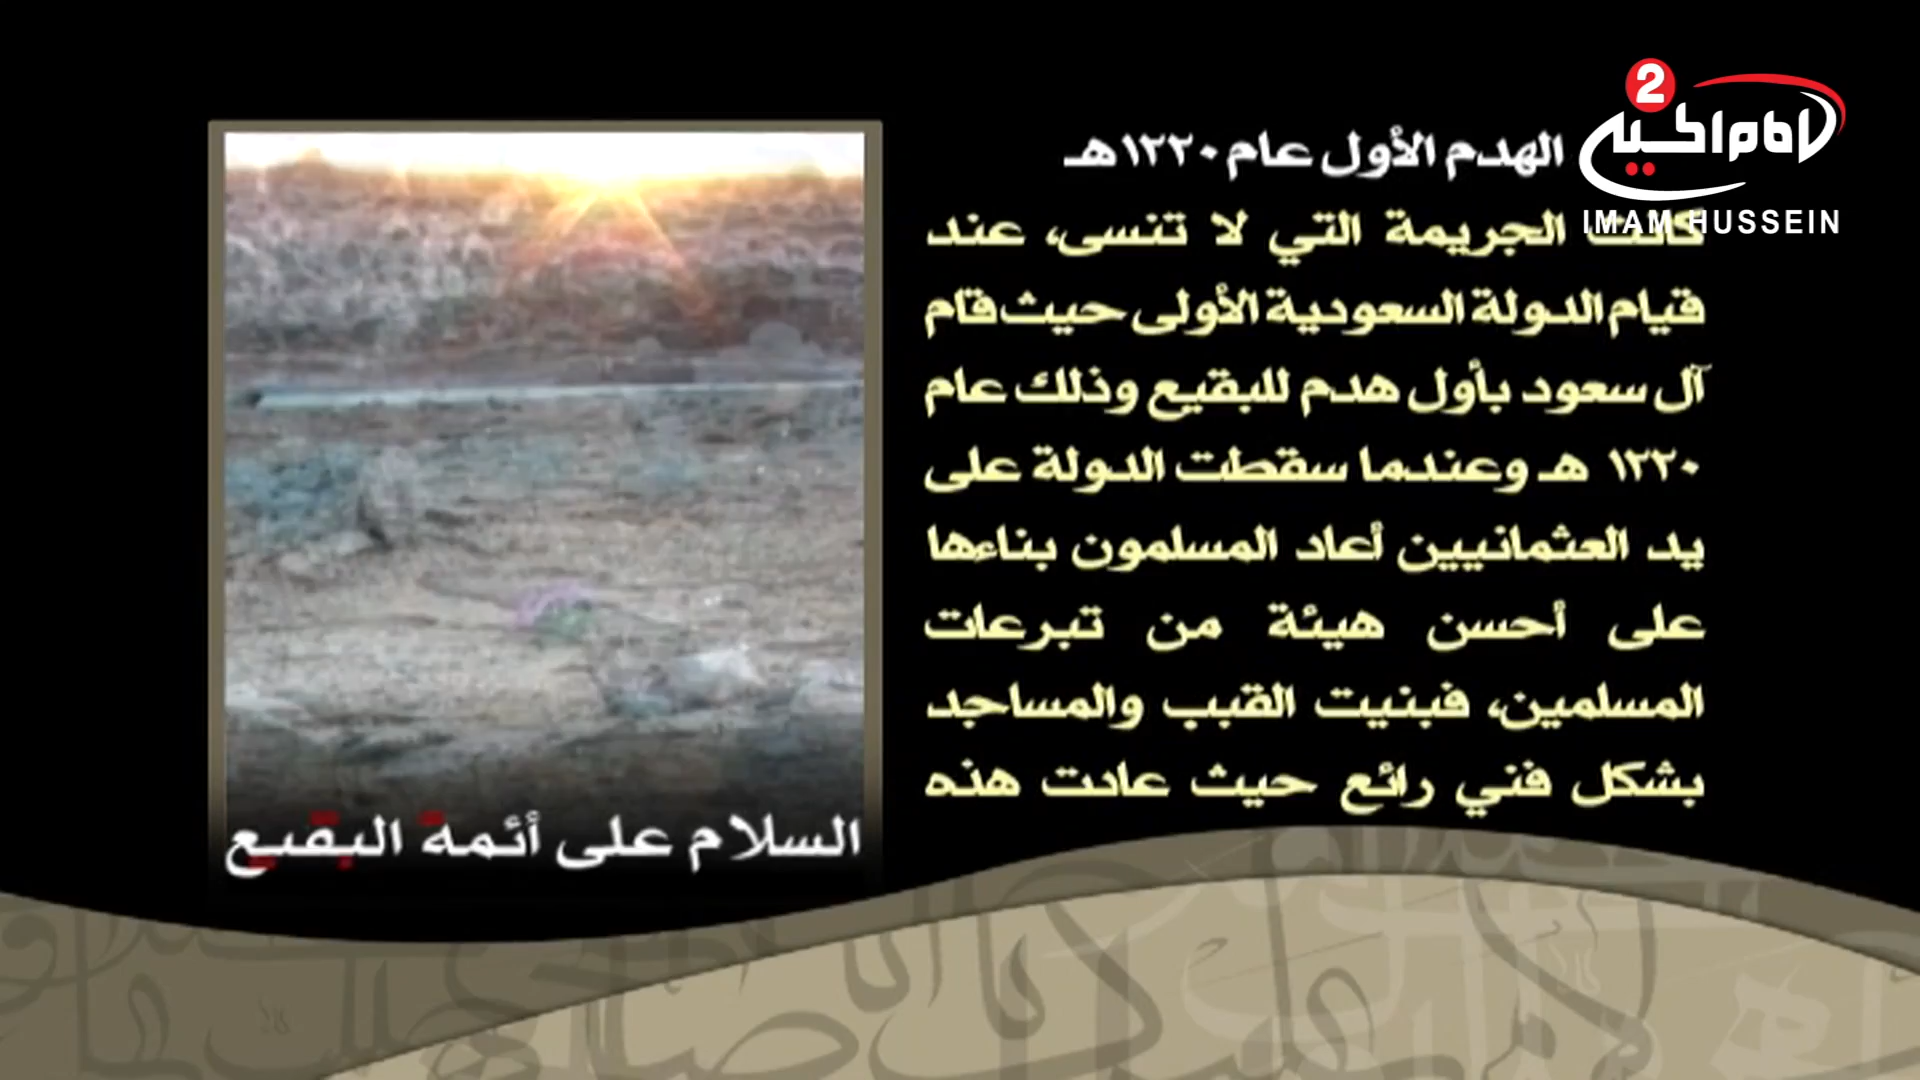 2
الإمام الحسين
IMAM HUSSEIN
الهدم الأول عام ١٢٢٠هـ
كانت الجريمة التي لا تنسى، عند
قيام الدولة السعودية الأولى حيث قام
آل سعود بأول هدم للبقيع وذلك عام
١٢٢٠ هـ وعندما سقطت الدولة على
يد العثمانيين أعاد المسلمون بناءها
على أحسن هيئة من تبرعات
المسلمين، فبنيت القبب والمساجد
بشكل فني رائع حيث عادت هذه
السلام على أئمة البقيع